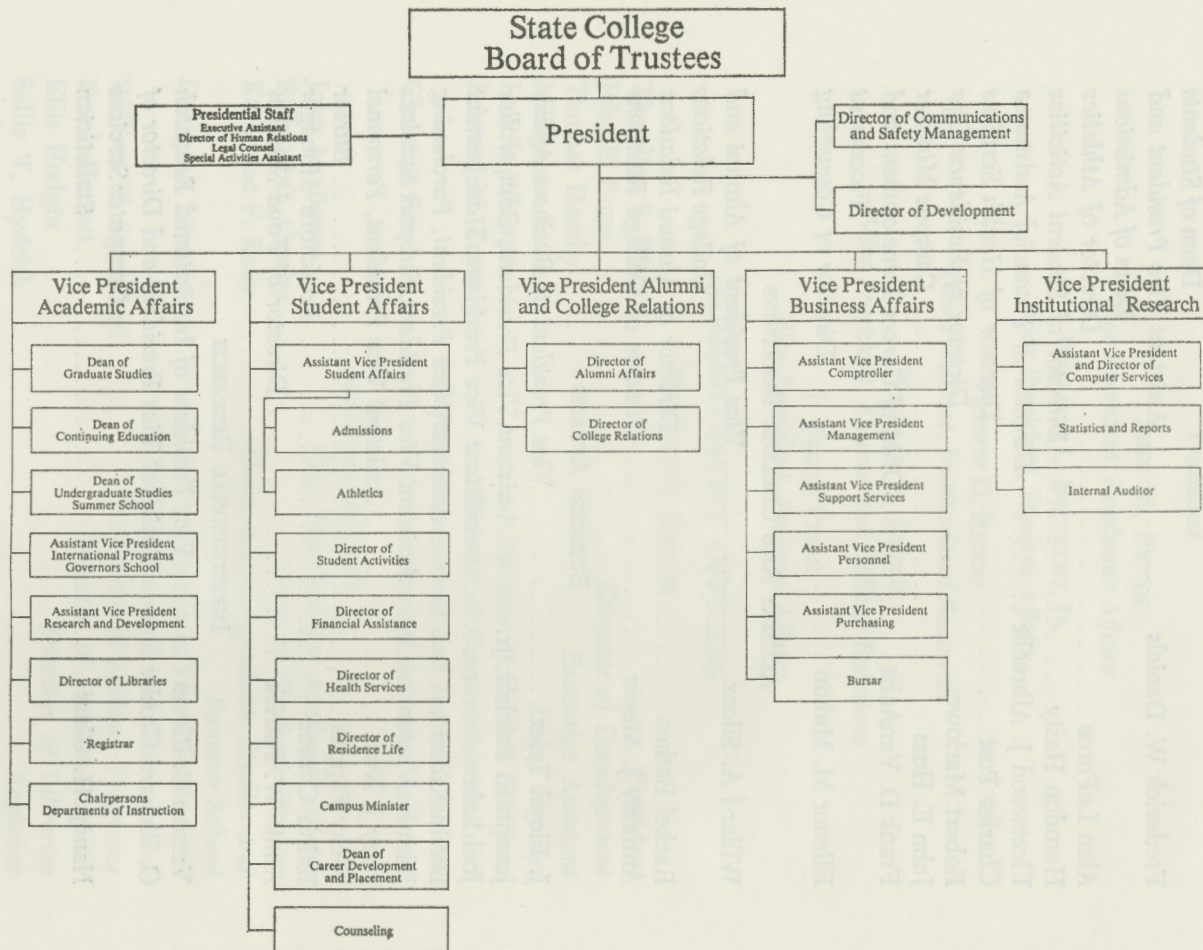 State College
Board of Trustees
Presidential Staff
Executive Assistant
Director of Human Relations
Legal Counsel
Special Activities Assistant
President
Director of Communications
and Safety Management
Director of Development
Vice President
Academic Affairs
Dean of
Graduate Studies
Dean of
Continuing Education
Dean of
Undergraduate Studies
Summer School
Assistant Vice President
International Programs
Governors School
Assistant Vice President
Research and Development
Director of Libraries
Registrar
Chairpersons
Departments of Instruction
Vice President
Student Affairs
Assistant Vice President
Student Affairs
Admissions
Athletics
Director of
Student Activities
Director of
Financial Assistance
Director of
Health Services
Director of
Residence Life
Campus Minister
Dean of
Career Development
and Placement
Counseling
Vice President Alumni
and College Relations
Director of
Alumni Affairs
Director of
College Relations
Vice President
Business Affairs
Assistant Vice President
Comptroller
Assistant Vice President
Management
Assistant Vice President
Support Services
Assistant Vice President
Personnel
Assistant Vice President
Purchasing
Bursar
Vice President
Institutional Research
Assistant Vice President
and Director of
Computer Services
Statistics and Reports
Internal Auditor